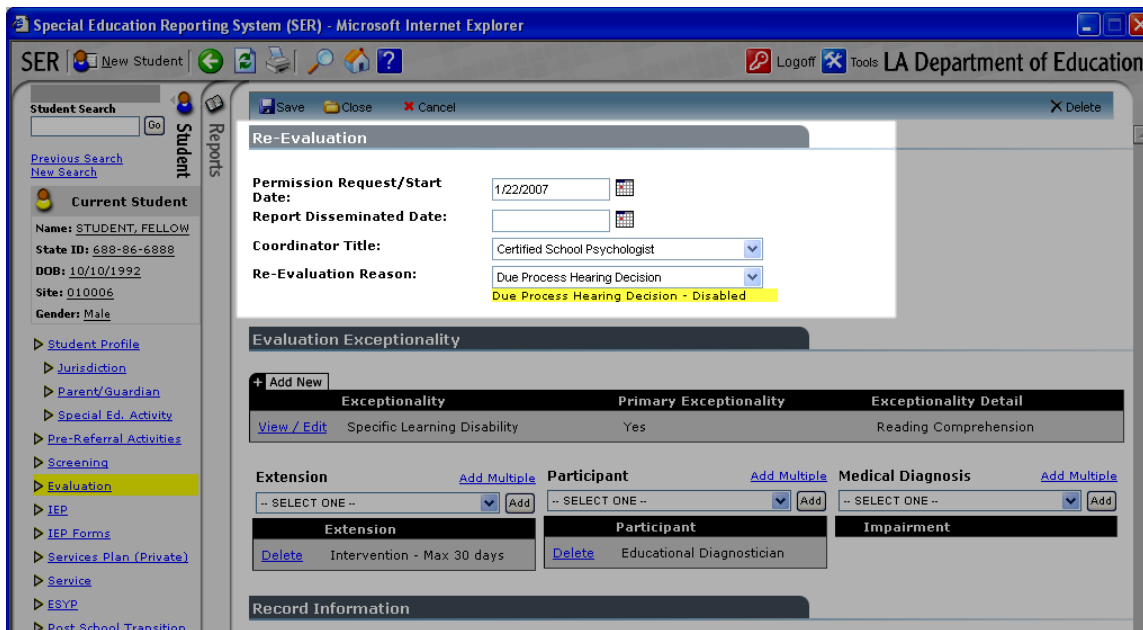 Special Education Reporting System (SER) - Microsoft Internet Explorer
SER New Student ? Logoff Tools LA Department of Education
Student Search
Go
Previous Search
New Search
Student
Reports
Current Student
Name: STUDENT, FELLOW
State ID: 688-86-6888
DOB: 10/10/1992
Site: 010006
Gender: Male
Student Profile
Jurisdiction
Parent/Guardian
Special Ed. Activity
Pre-Referral Activities
Screening
Evaluation
IEP
IEP Forms
Services Plan (Private)
Service
ESYP
Post School Transition
Save Close Cancel Delete
Re-Evaluation
Permission Request/Start
Date:
1/22/2007
Report Disseminated Date:
Coordinator Title: Certified School Psychologist
Re-Evaluation Reason: Due Process Hearing Decision
Due Process Hearing Decision - Disabled
Evaluation Exceptionality
+ Add New
Exceptionality Primary Exceptionality Exceptionality Detail
View / Edit Specific Learning Disability Yes Reading Comprehension
Extension Add Multiple
-- SELECT ONE -- Add
Extension
Delete Intervention - Max 30 days
Participant Add Multiple
-- SELECT ONE -- Add
Participant
Delete Educational Diagnostician
Medical Diagnosis Add Multiple
-- SELECT ONE -- Add
Impairment
Record Information